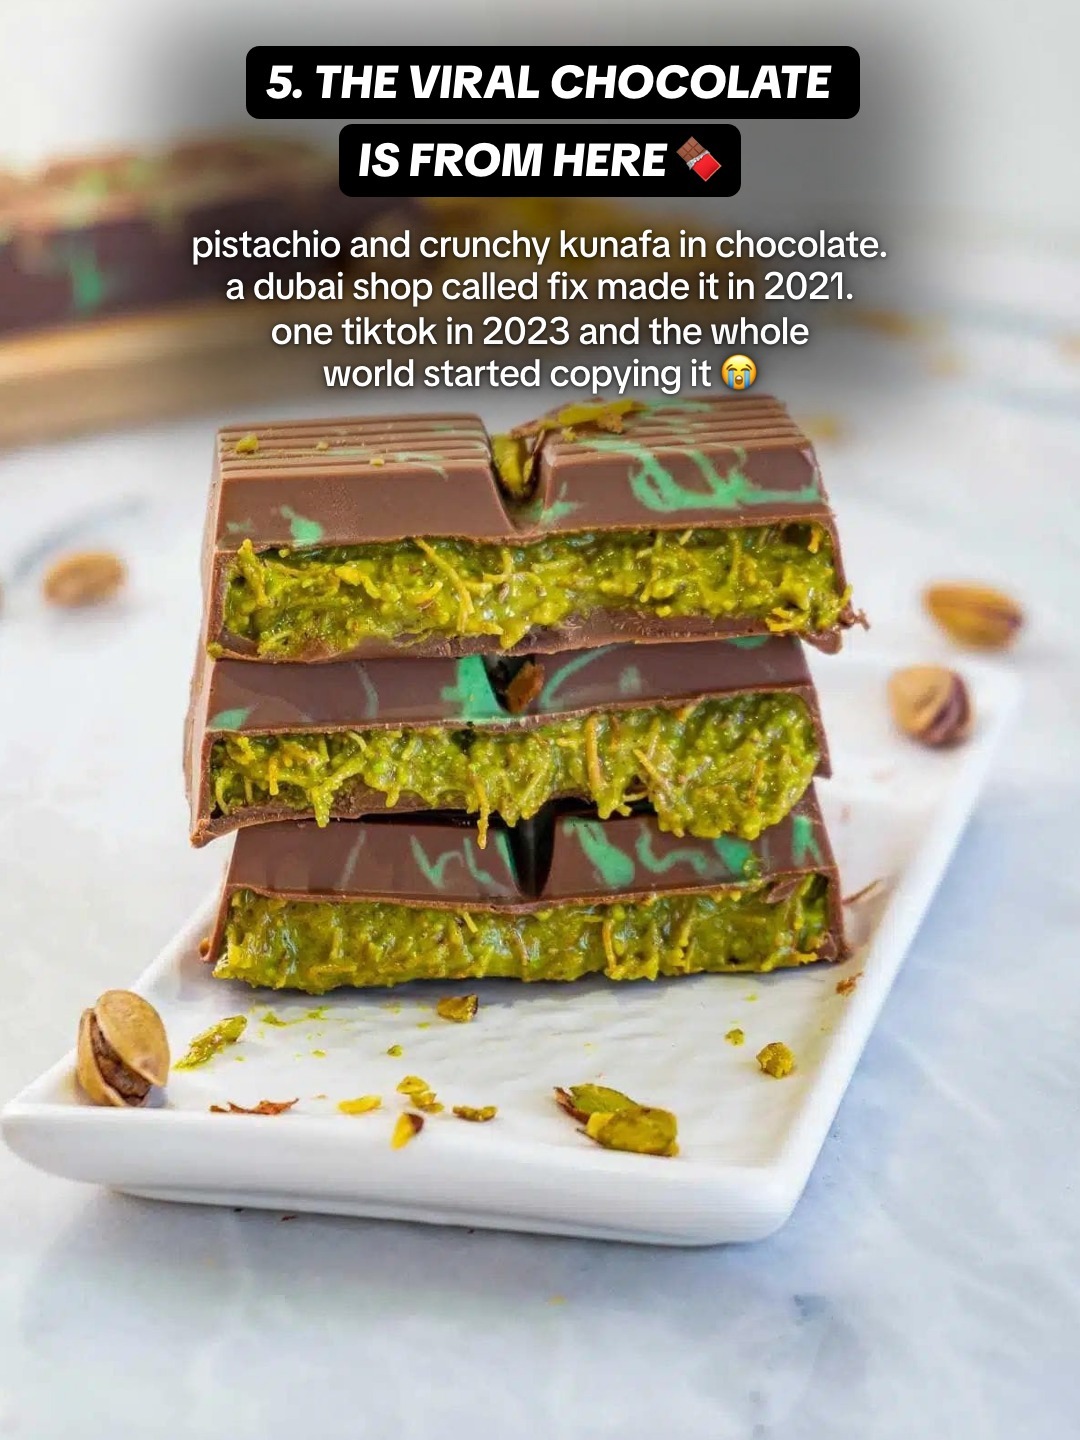 5. THE VIRAL CHOCOLATE
IS FROM HERE 🍫
pistachio and crunchy kunafa in chocolate.
a dubai shop called fix made it in 2021.
one tiktok in 2023 and the whole
world started copying it 😭